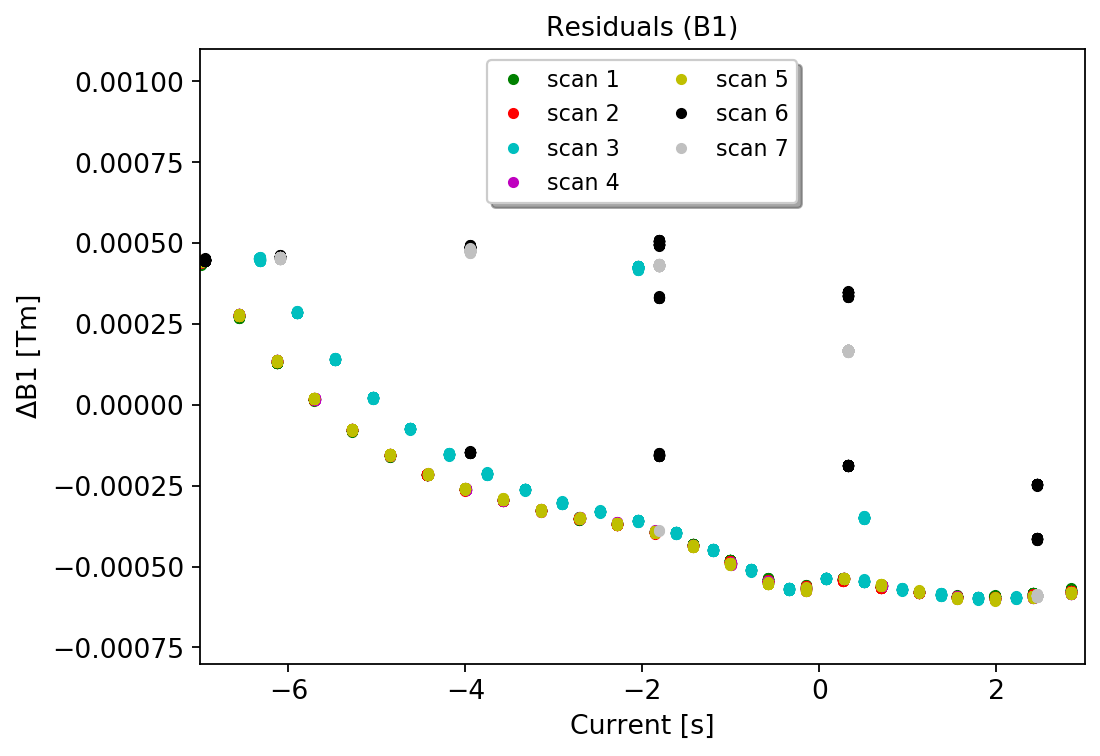 Residuals (B1)
scan 1
scan 2
scan 3
scan 4
scan 5
scan 6
scan 7
0.00100
0.00075
0.00050
0.00025
0.00000
−0.00025
−0.00050
−0.00075
ΔB1 [Tm]
−6 −4 −2 0 2
Current [s]